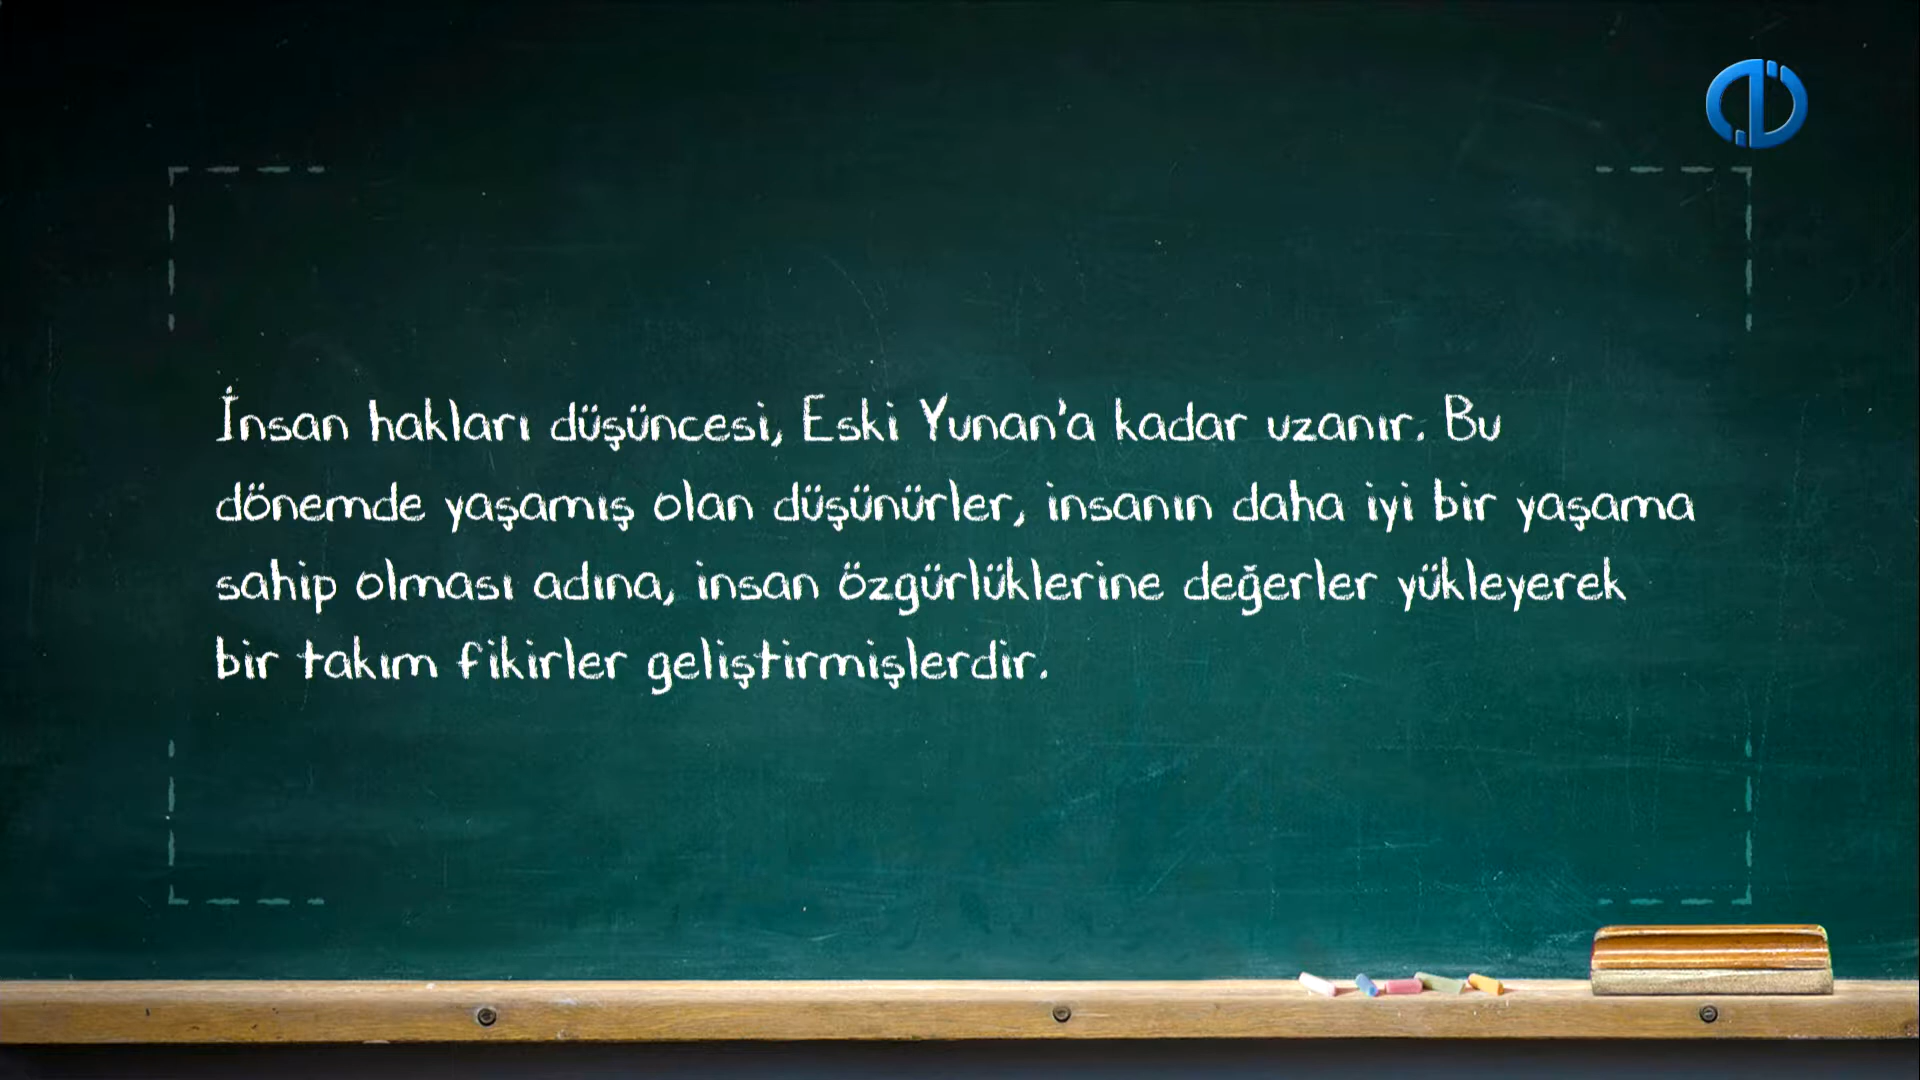 İnsan hakları düşüncesi, Eski Yunan'a kadar uzanır. Bu
dönemde yaşamış olan düşünürler, insanın daha iyi bir yaşama
sahip olması adına, insan özgürlüklerine değerler yükleyerek
bir takım fikirler geliştirmişlerdir.